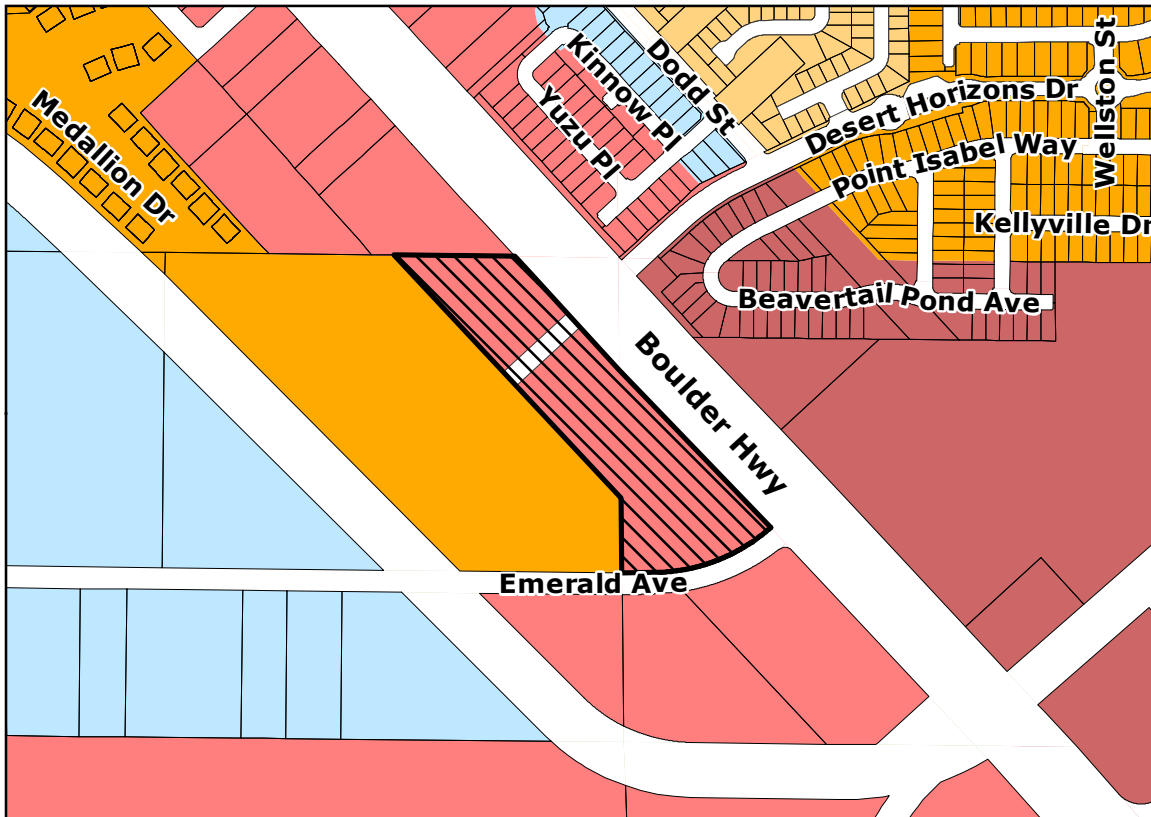 Kinnow Pl
Dodd St
Yuzu Pl
Medallion Dr
Desert Horizons Dr
Wellston St
Point Isabel Way
Kellyville Dr
Beavertail Pond Ave
Boulder Hwy
Emerald Ave